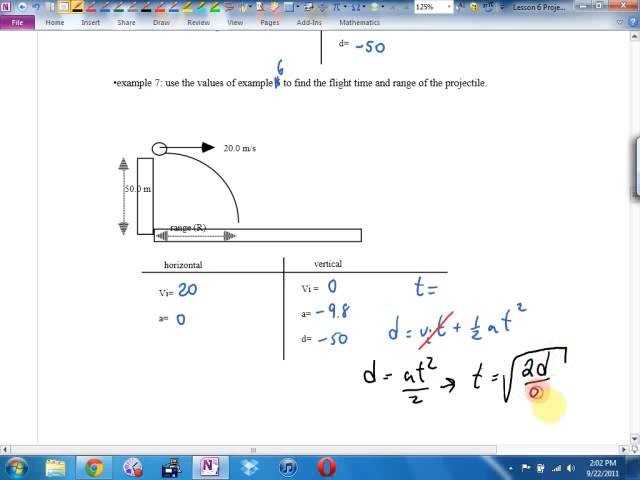 125%
Lesson 6 Proje...
File Home Insert Share Draw Review View Add-Ins Mathematics
d= -50
6
•example 7: use the values of example to find the flight time and range of the projectile.
20.0 m/s
50.0 m
range (R)
horizontal vertical
Vi= 20 Vi= 0 t =
a= 0 a= -9.8 d = vit + 1/2 at²
d= -50
d = at²/2 → t = √2d/
2:02 PM
9/22/2011